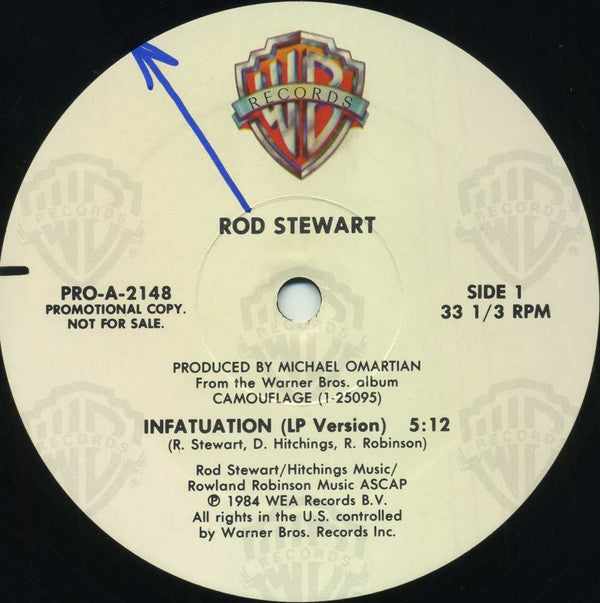 WB
RECORDS
ROD STEWART
PRO-A-2148
PROMOTIONAL COPY.
NOT FOR SALE.
SIDE 1
33 1/3 RPM
PRODUCED BY MICHAEL OMARTIAN
From the Warner Bros. album
CAMOUFLAGE (1-25095)
INFATUATION (LP Version) 5:12
(R. Stewart, D. Hitchings, R. Robinson)
Rod Stewart/Hitchings Music/
Rowland Robinson Music ASCAP
℗ 1984 WEA Records B.V.
All rights in the U.S. controlled
by Warner Bros. Records Inc.